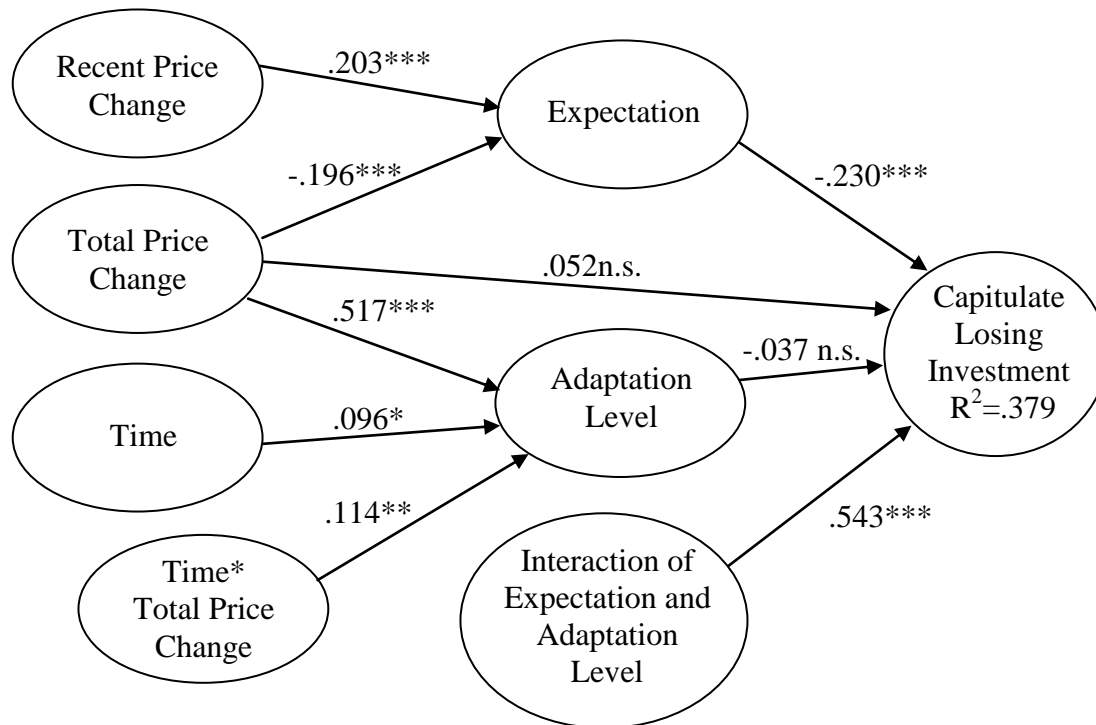 Recent Price
Change
.203***
Expectation
-.196***
-.230***
Total Price
Change
.052n.s.
.517***
Capitulate
Losing
Investment
R²=.379
-.037 n.s.
Adaptation
Level
Time
.096*
.114**
.543***
Time*
Total Price
Change
Interaction of
Expectation and
Adaptation
Level